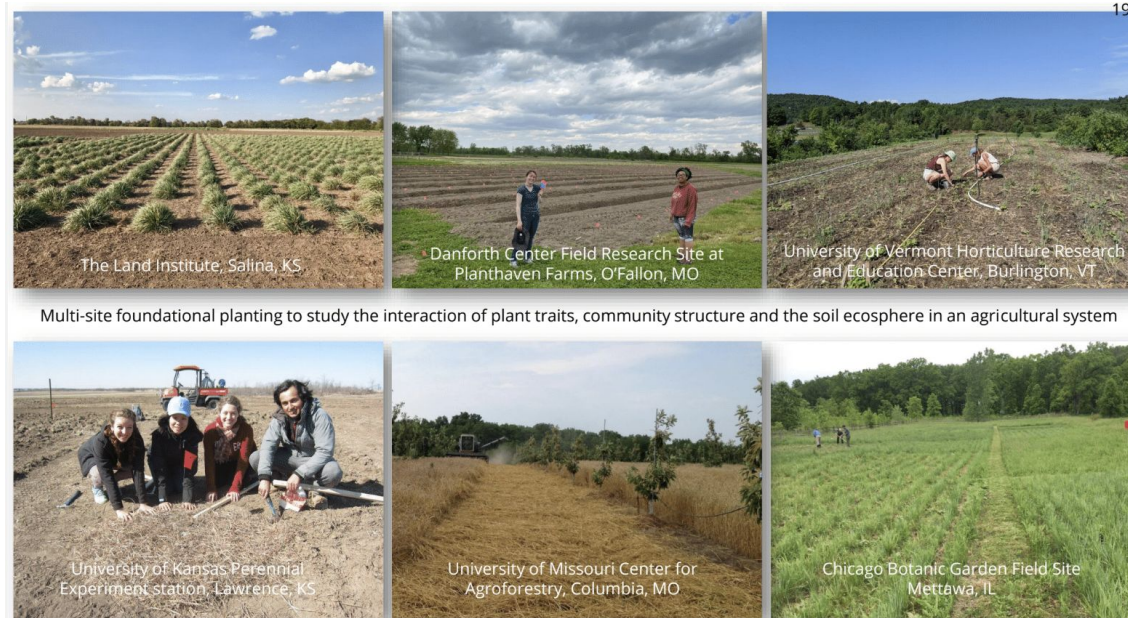 19
The Land Institute, Salina, KS
Danforth Center Field Research Site at
Planthaven Farms, O'Fallon, MO
University of Vermont Horticulture Research
and Education Center, Burlington, VT
Multi-site foundational planting to study the interaction of plant traits, community structure and the soil ecosphere in an agricultural system
University of Kansas Perennial
Experiment station, Lawrence, KS
University of Missouri Center for
Agroforestry, Columbia, MO
Chicago Botanic Garden Field Site
Mettawa, IL